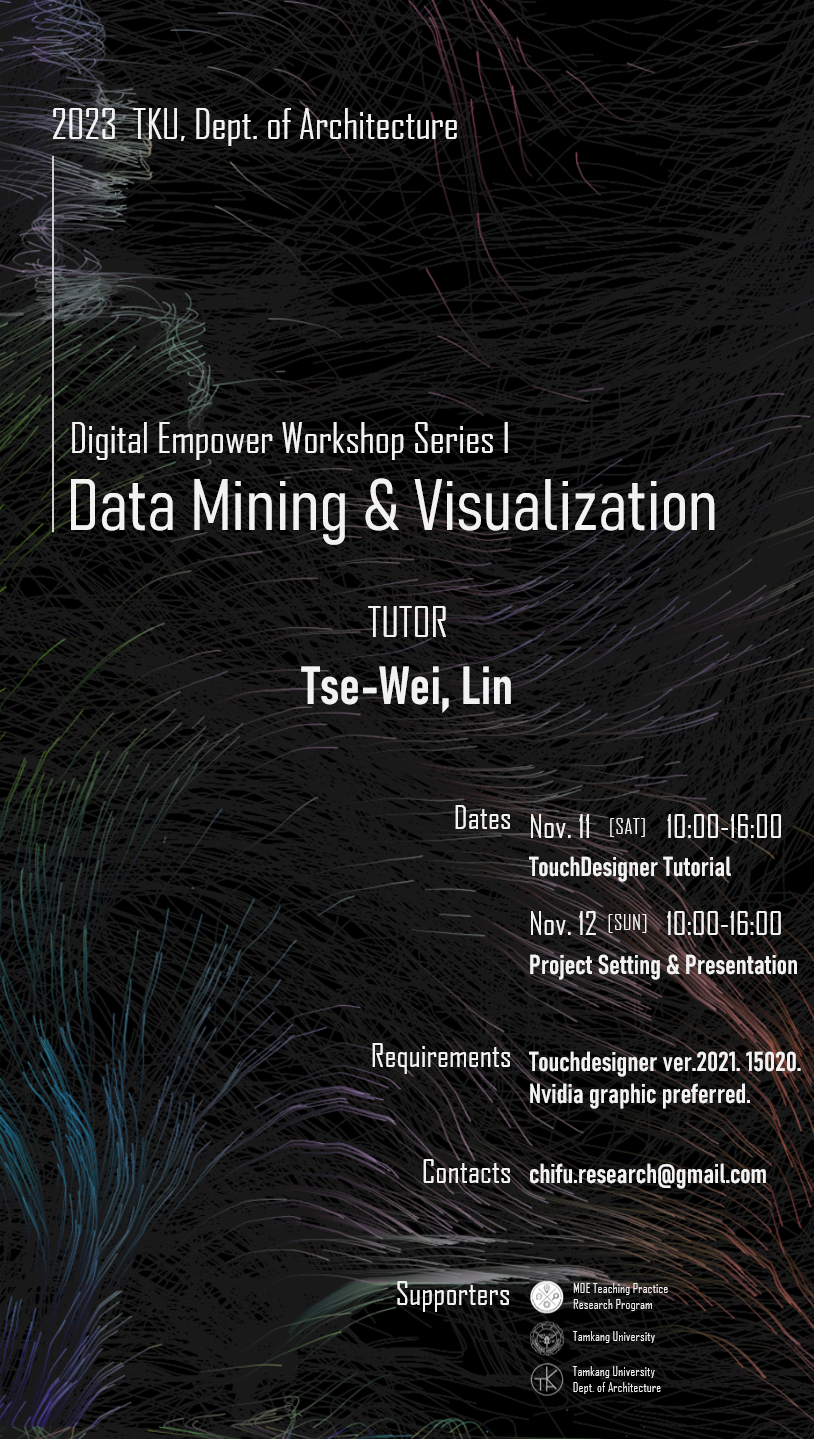 2023 TKU, Dept. of Architecture
Digital Empower Workshop Series I
Data Mining & Visualization
TUTOR
Tse-Wei, Lin
Dates
Nov. 11 [SAT] 10:00-16:00
TouchDesigner Tutorial
Nov. 12 [SUN] 10:00-16:00
Project Setting & Presentation
Requirements
Touchdesigner ver.2021. 15020.
Nvidia graphic preferred.
Contacts
chifu.research@gmail.com
Supporters
MOE Teaching Practice
Research Program
Tamkang University
TK
Tamkang University
Dept. of Architecture